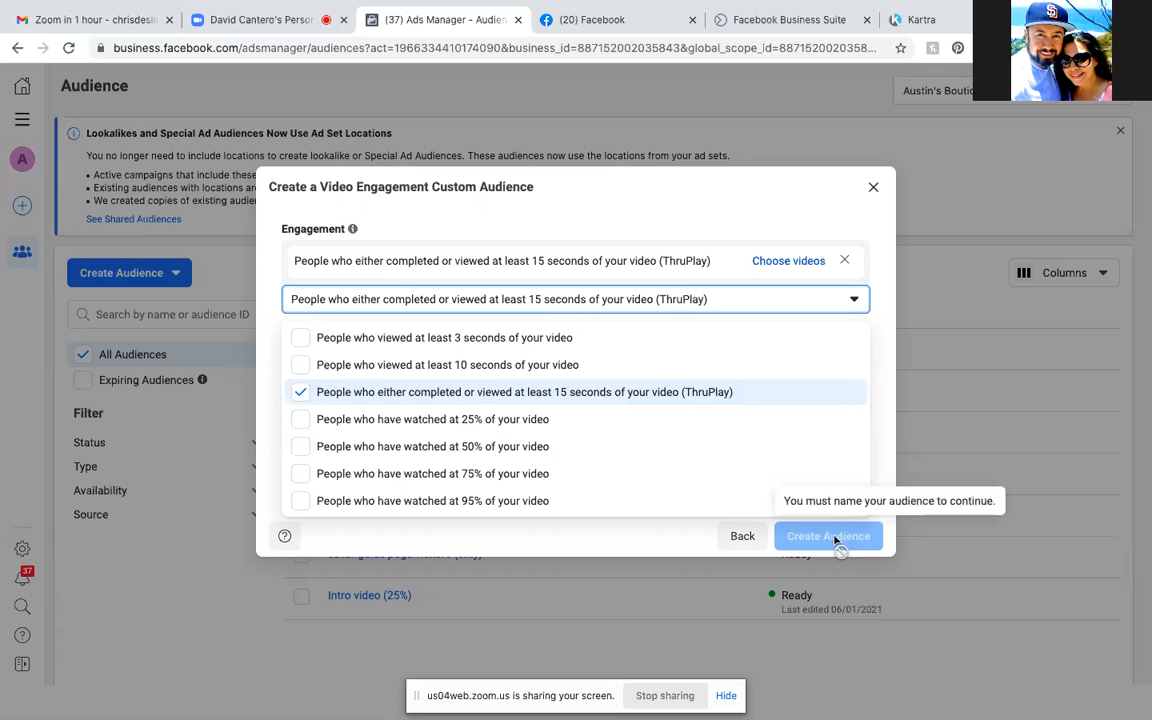 Zoom in 1 hour - chrisdesin
David Cantero's Perso
(37) Ads Manager - Audien
(20) Facebook
Facebook Business Suite
Kartra
business.facebook.com/adsmanager/audiences?act=1966334410174090&business_id=887152002035843&global_scope_id=8871520020358...
Audience
Austin's Boutic
Lookalikes and Special Ad Audiences Now Use Ad Set Locations
You no longer need to include locations to create lookalike or Special Ad Audiences. These audiences now use the locations from your ad sets.
Active campaigns that include these
Existing audiences with locations are
We created copies of existing audien
See Shared Audiences
A
Create a Video Engagement Custom Audience
Engagement
People who either completed or viewed at least 15 seconds of your video (ThruPlay)
Choose videos
Create Audience
Columns
People who either completed or viewed at least 15 seconds of your video (ThruPlay)
Search by name or audience ID
People who viewed at least 3 seconds of your video
All Audiences
People who viewed at least 10 seconds of your video
Expiring Audiences
People who either completed or viewed at least 15 seconds of your video (ThruPlay)
Filter
People who have watched at 25% of your video
Status
People who have watched at 50% of your video
Type
People who have watched at 75% of your video
Availability
People who have watched at 95% of your video
Source
You must name your audience to continue.
Back
Create Audience
37
Intro video (25%)
Ready
Last edited 06/01/2021
us04web.zoom.us is sharing your screen.
Stop sharing
Hide